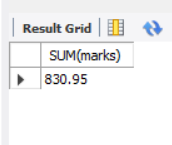 Result Grid
SUM(marks)
830.95